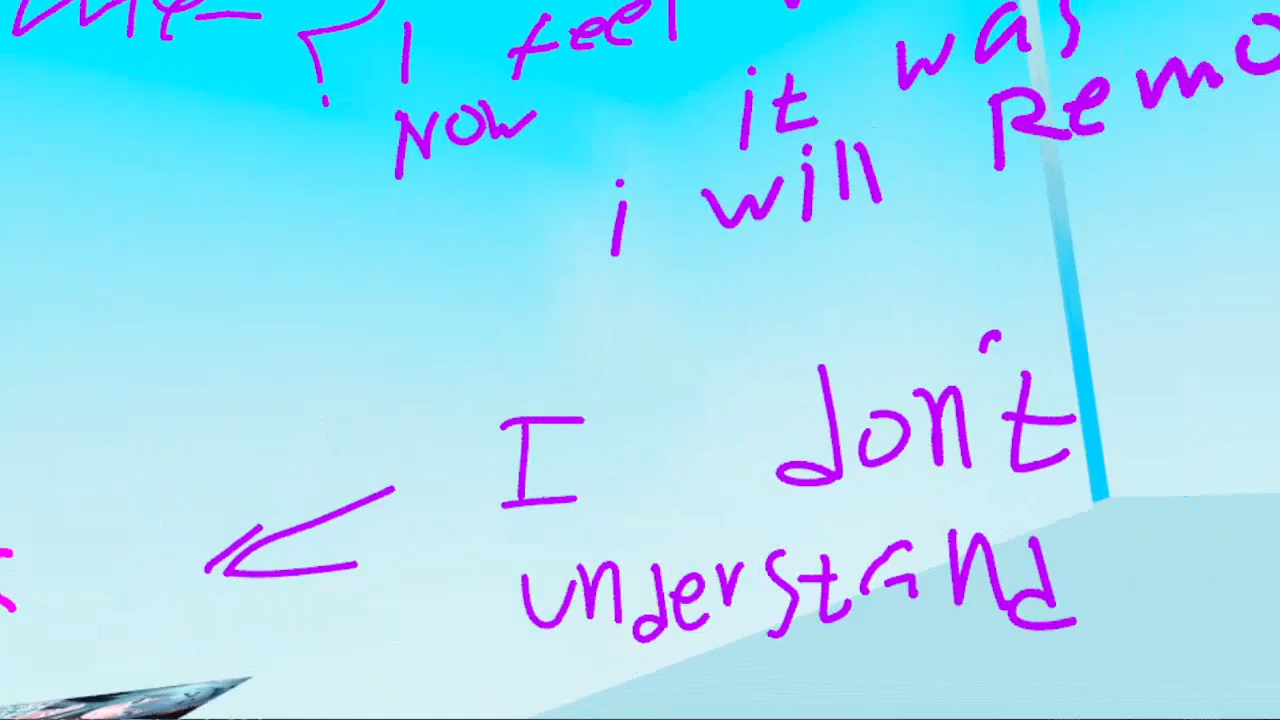 ? I feel
NOW
it was
i will Remo
I don't
understand